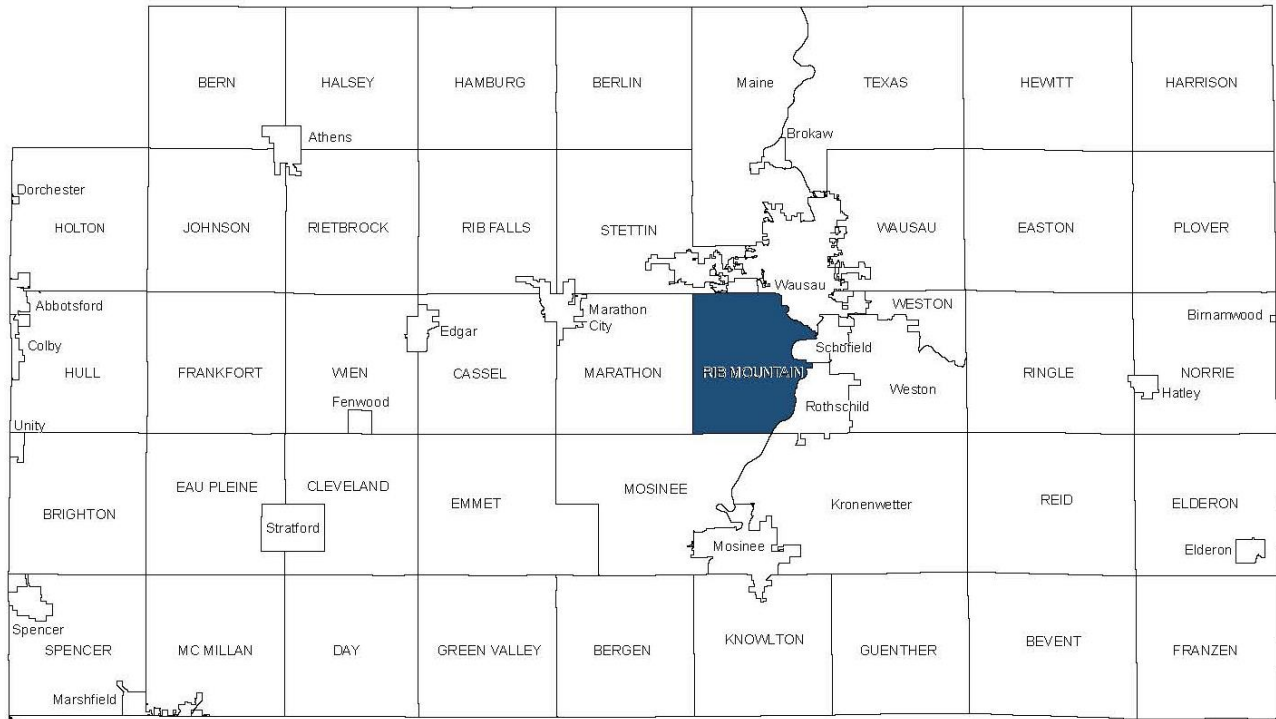 BERN
HALSEY
HAMBURG
BERLIN
Maine
TEXAS
HEWITT
HARRISON
Athens
Brokaw
Dorchester
HOLTON
JOHNSON
RIETBROCK
RIB FALLS
STETTIN
WAUSAU
EASTON
PLOVER
Wausau
Abbotsford
Marathon
City
WESTON
Birnamwood
Edgar
Colby
Schofield
HULL
FRANKFORT
WIEN
CASSEL
MARATHON
RIB MOUNTAIN
RINGLE
NORRIE
Weston
Hatley
Fenwood
Rothschild
Unity
EAU PLEINE
CLEVELAND
MOSINEE
EMMET
Kronenwetter
REID
ELDERON
BRIGHTON
Stratford
Mosinee
Elderon
Spencer
SPENCER
MC MILLAN
DAY
GREEN VALLEY
BERGEN
KNOWLTON
GUENTHER
BEVENT
FRANZEN
Marshfield